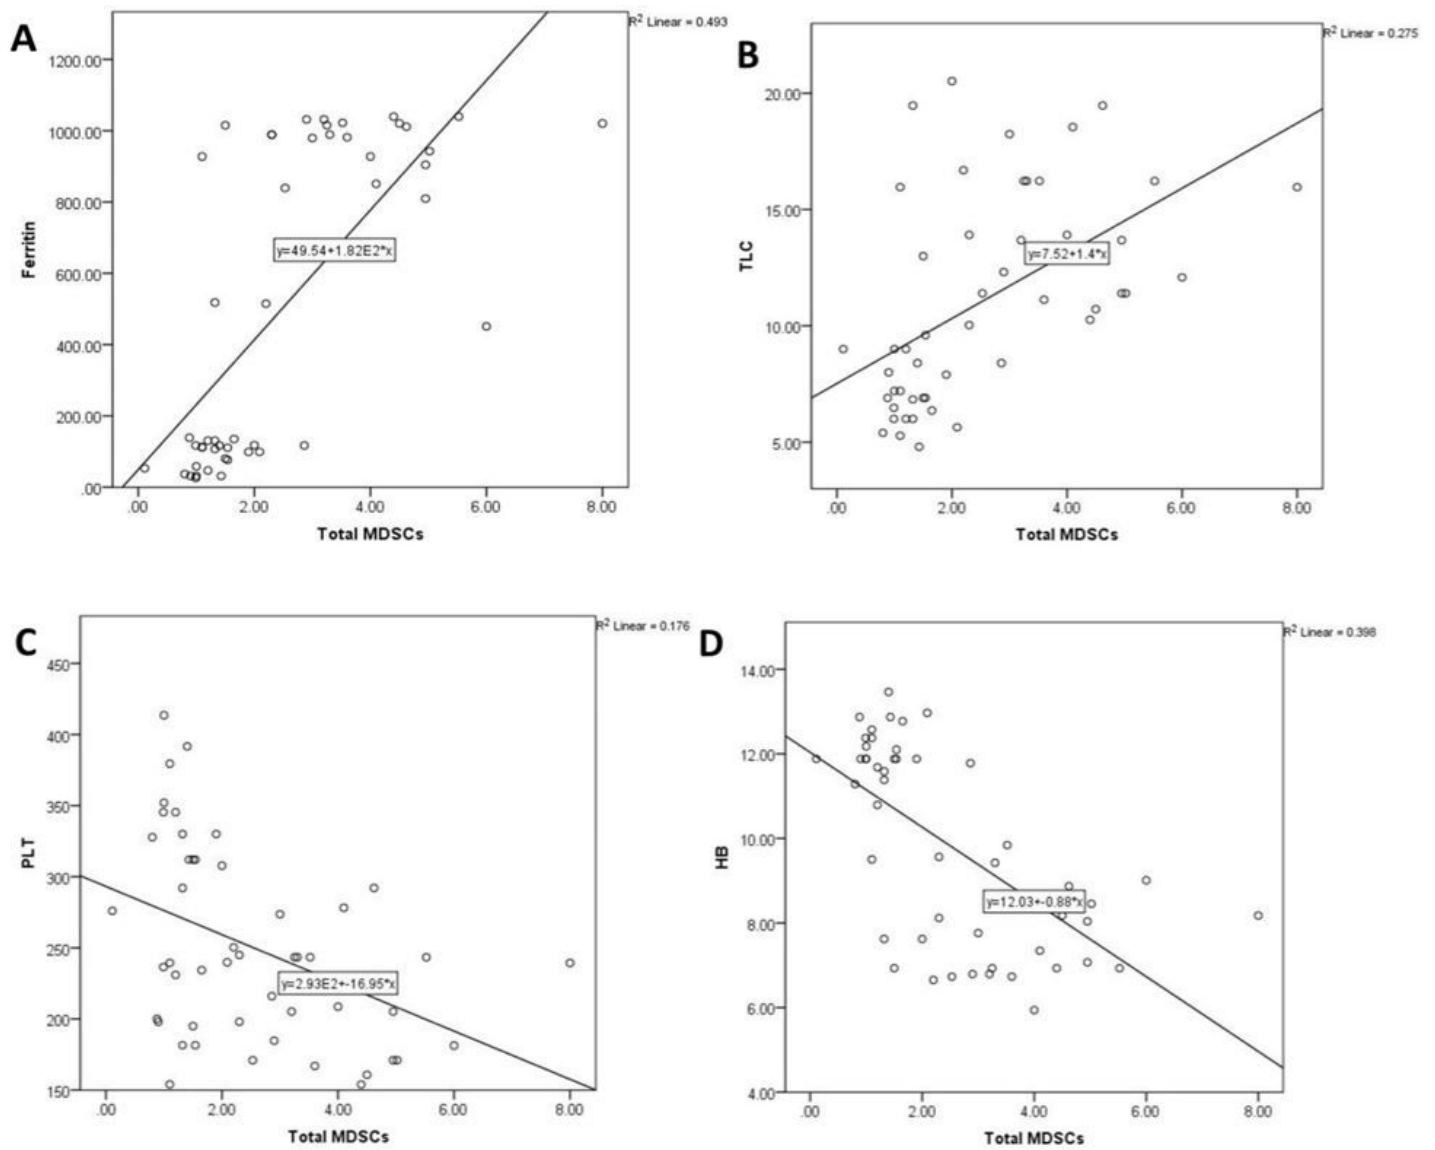 A
R² Linear = 0.493
1200.00
1000.00
800.00
600.00
400.00
200.00
.00
Ferritin
y=49.54+1.82E2*x
.00 2.00 4.00 6.00 8.00
Total MDSCs
B
R² Linear = 0.275
20.00
15.00
10.00
5.00
TLC
y=7.52+1.4*x
.00 2.00 4.00 6.00 8.00
Total MDSCs
C
R² Linear = 0.176
450
400
350
300
250
200
150
PLT
y=2.93E2+-16.95*x
.00 2.00 4.00 6.00 8.00
Total MDSCs
D
R² Linear = 0.398
14.00
12.00
10.00
8.00
6.00
4.00
HB
y=12.03+-0.88*x
.00 2.00 4.00 6.00 8.00
Total MDSCs